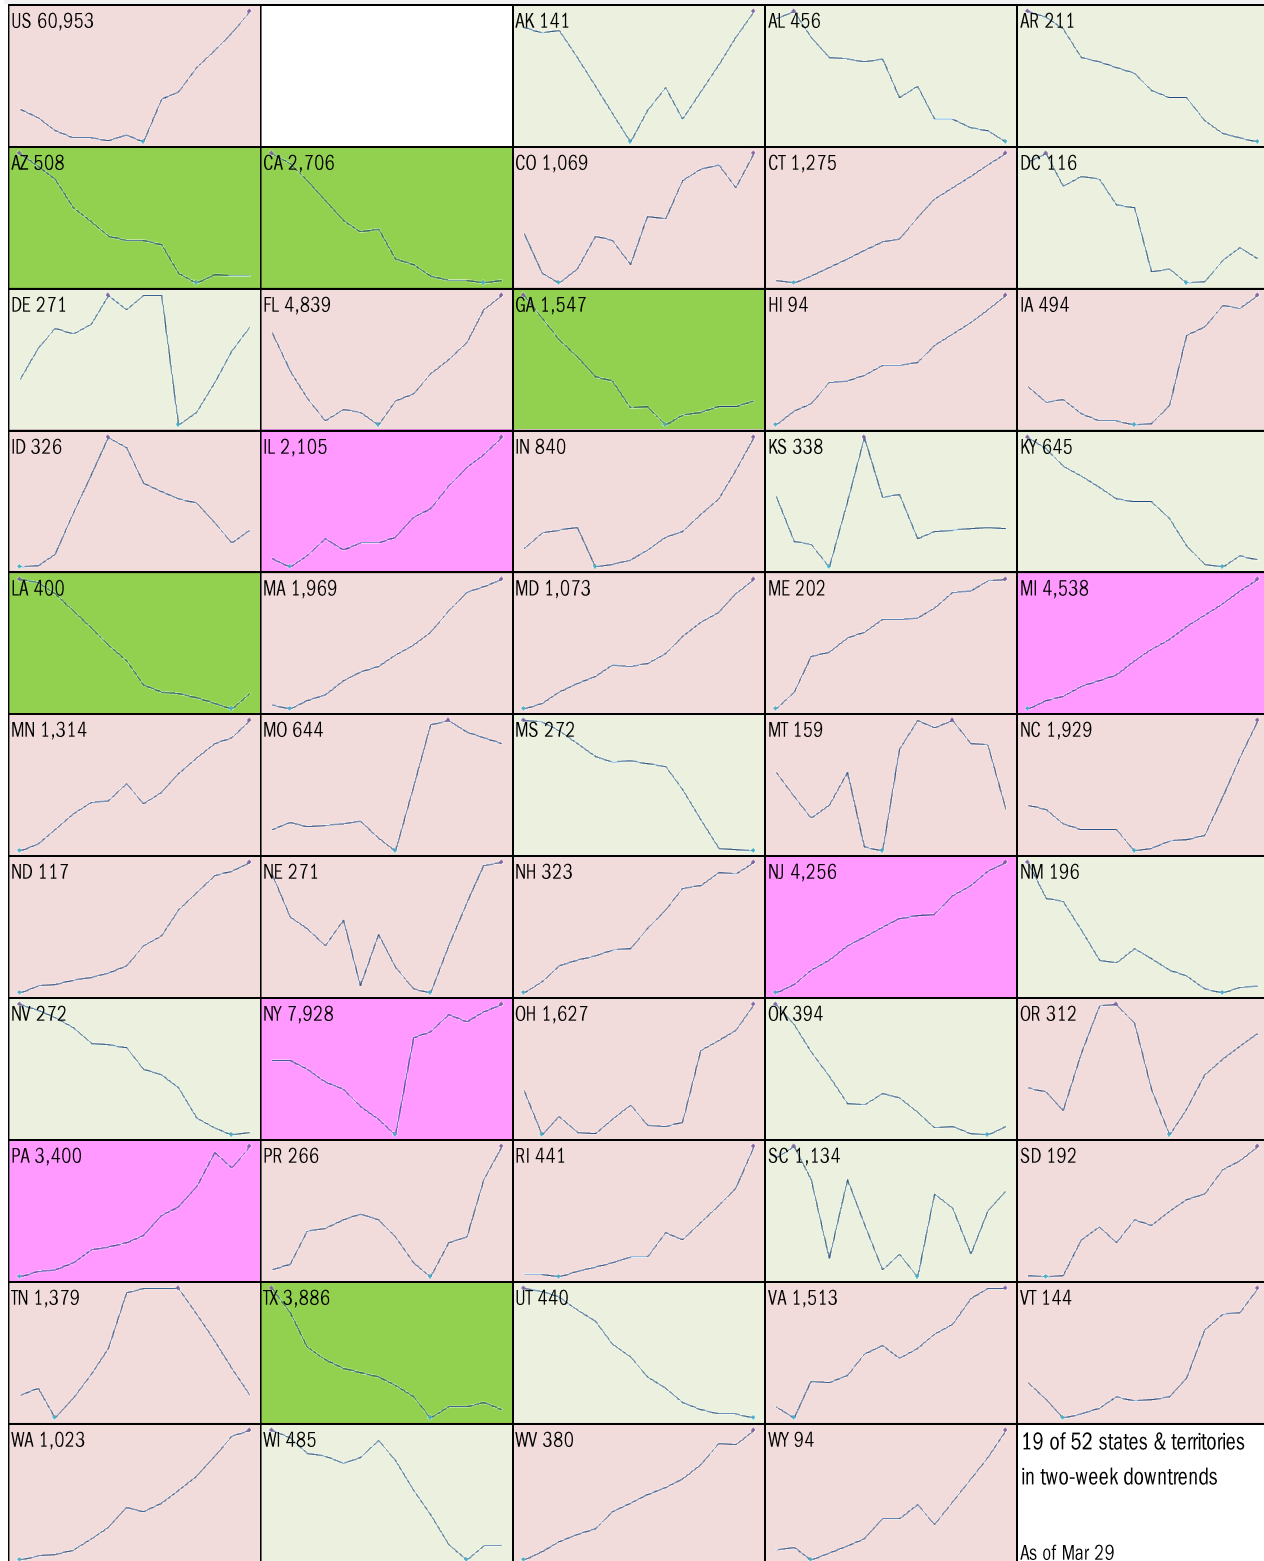 US 60,953
AK 141
AL 456
AR 211
AZ 508
CA 2,706
CO 1,069
CT 1,275
DC 116
DE 271
FL 4,839
GA 1,547
HI 94
IA 494
ID 326
IL 2,105
IN 840
KS 338
KY 645
LA 400
MA 1,969
MD 1,073
ME 202
MI 4,538
MN 1,314
MO 644
MS 272
MT 159
NC 1,929
ND 117
NE 271
NH 323
NJ 4,256
NM 196
NV 272
NY 7,928
OH 1,627
OK 394
OR 312
PA 3,400
PR 266
RI 441
SC 1,134
SD 192
TN 1,379
TX 3,886
UT 440
VA 1,513
VT 144
WA 1,023
WI 485
WV 380
WY 94
19 of 52 states & territories
in two-week downtrends
As of Mar 29